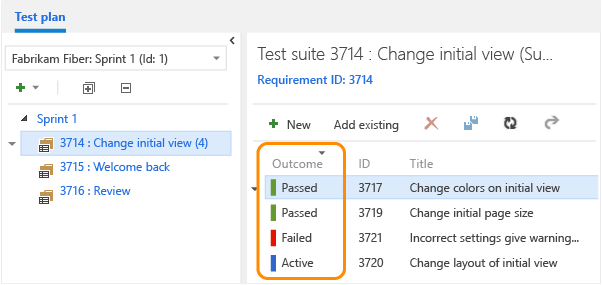 Test plan
Fabrikam Fiber: Sprint 1 (Id: 1)
Sprint 1
3714 : Change initial view (4)
3715 : Welcome back
3716 : Review
Test suite 3714 : Change initial view (Su...
Requirement ID: 3714
New Add existing
Outcome ID Title
Passed 3717 Change colors on initial view
Passed 3719 Change initial page size
Failed 3721 Incorrect settings give warning...
Active 3720 Change layout of initial view